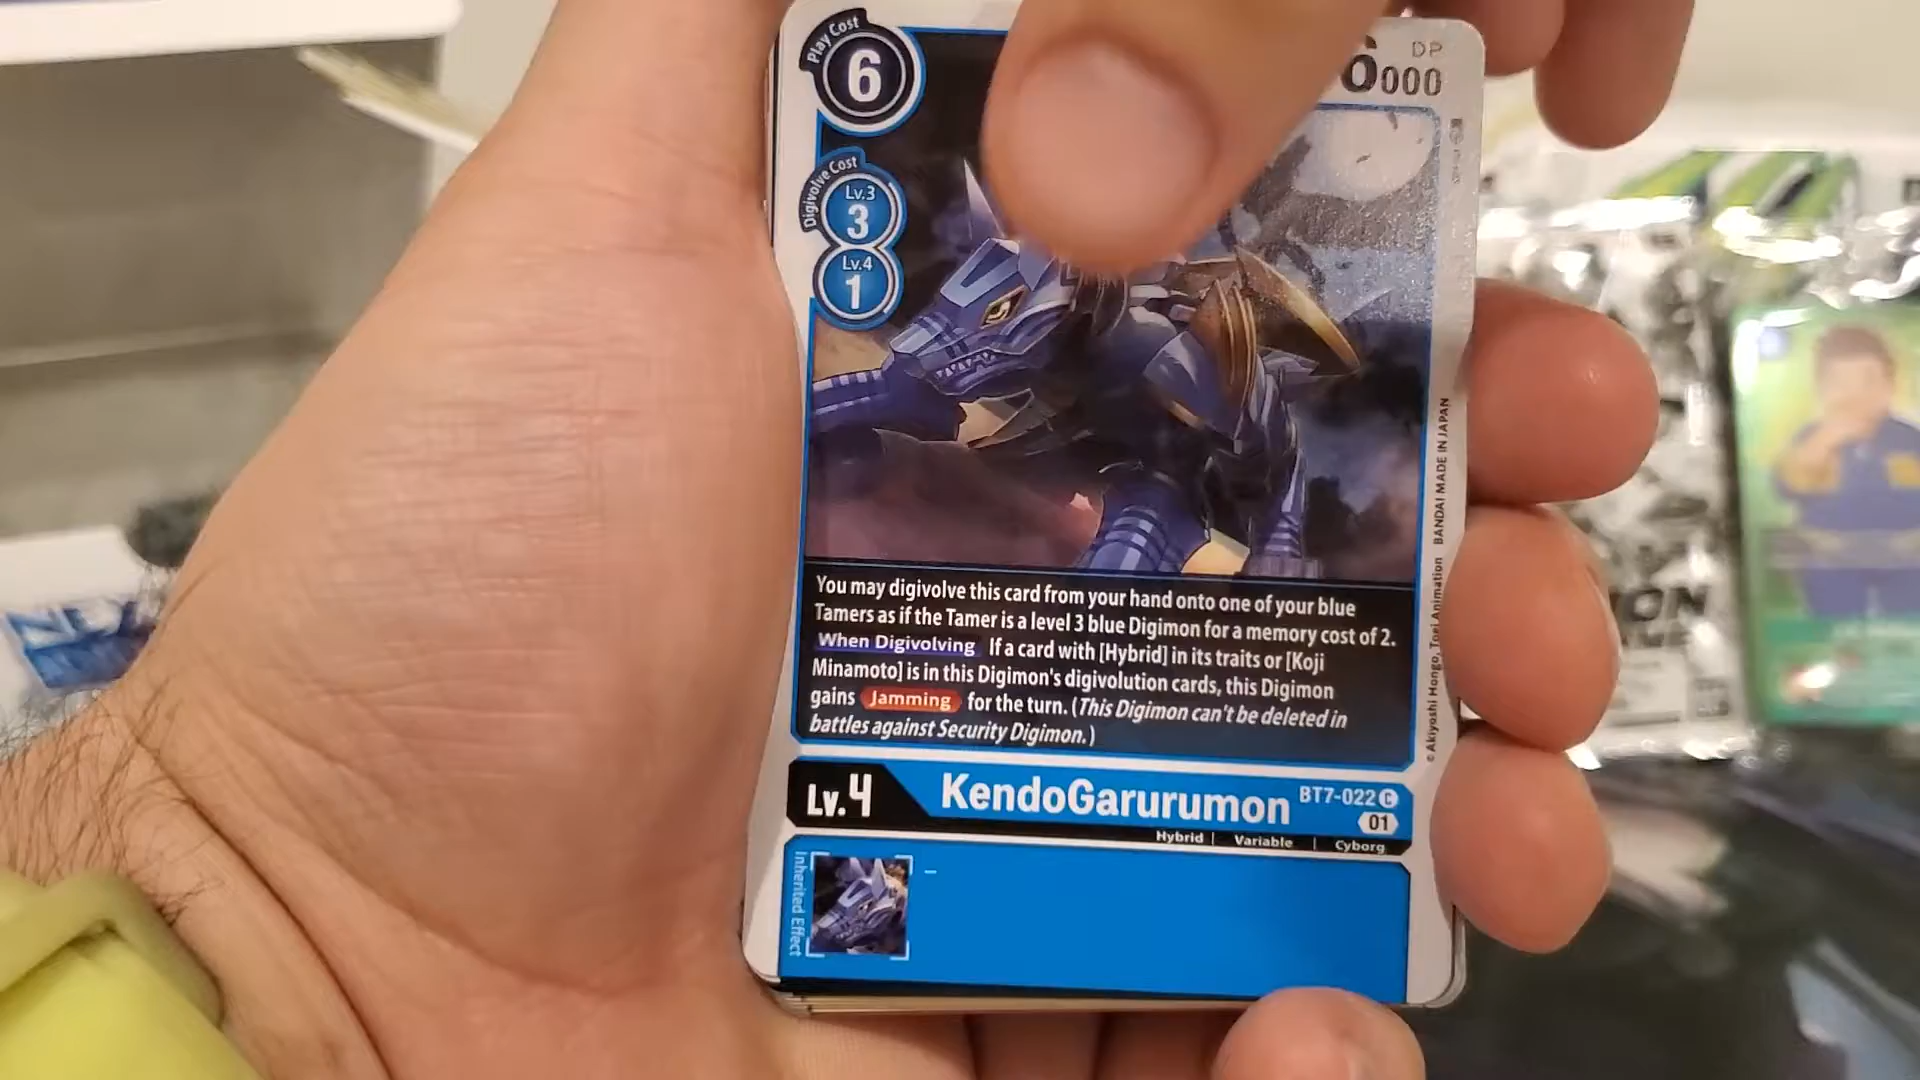 Play Cost
6
DP
6000
Digivolve Cost
Lv.3
3
Lv.4
1
You may digivolve this card from your hand onto one of your blue
Tamers as if the Tamer is a level 3 blue Digimon for a memory cost of 2.
When Digivolving If a card with [Hybrid] in its traits or [Koji
Minamoto] is in this Digimon's digivolution cards, this Digimon
gains Jamming for the turn. (This Digimon can't be deleted in
battles against Security Digimon.)
© Akiyoshi Hongo, Toei Animation BANDAI MADE IN JAPAN
Lv.4
KendoGarurumon
BT7-022 C
01
Hybrid | Variable | Cyborg
Inherited Effect
-